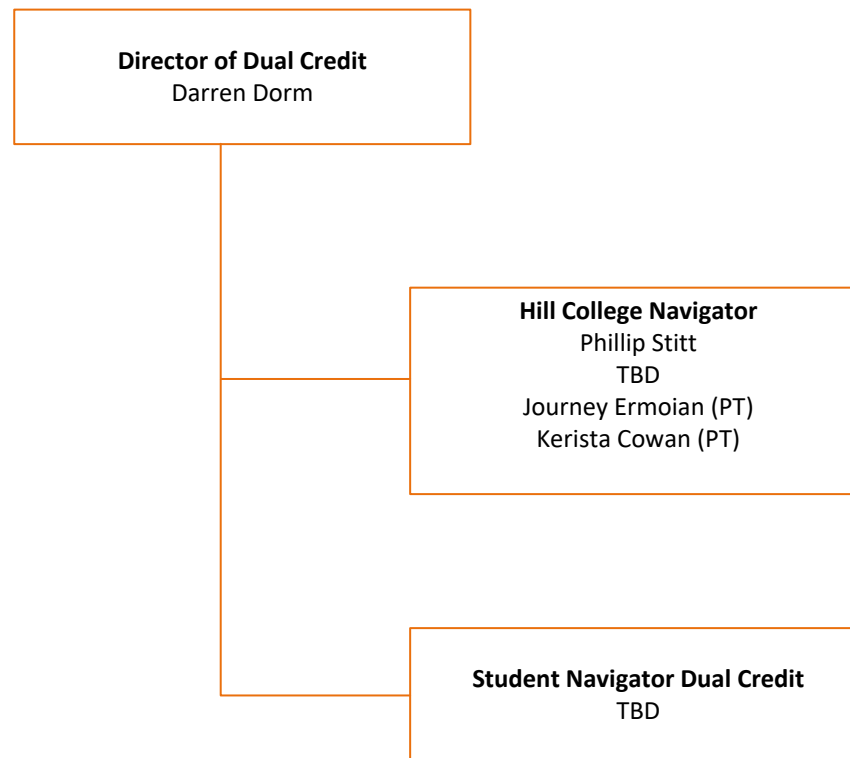 Director of Dual Credit
Darren Dorm
Hill College Navigator
Phillip Stitt
TBD
Journey Ermoian (PT)
Kerista Cowan (PT)
Student Navigator Dual Credit
TBD